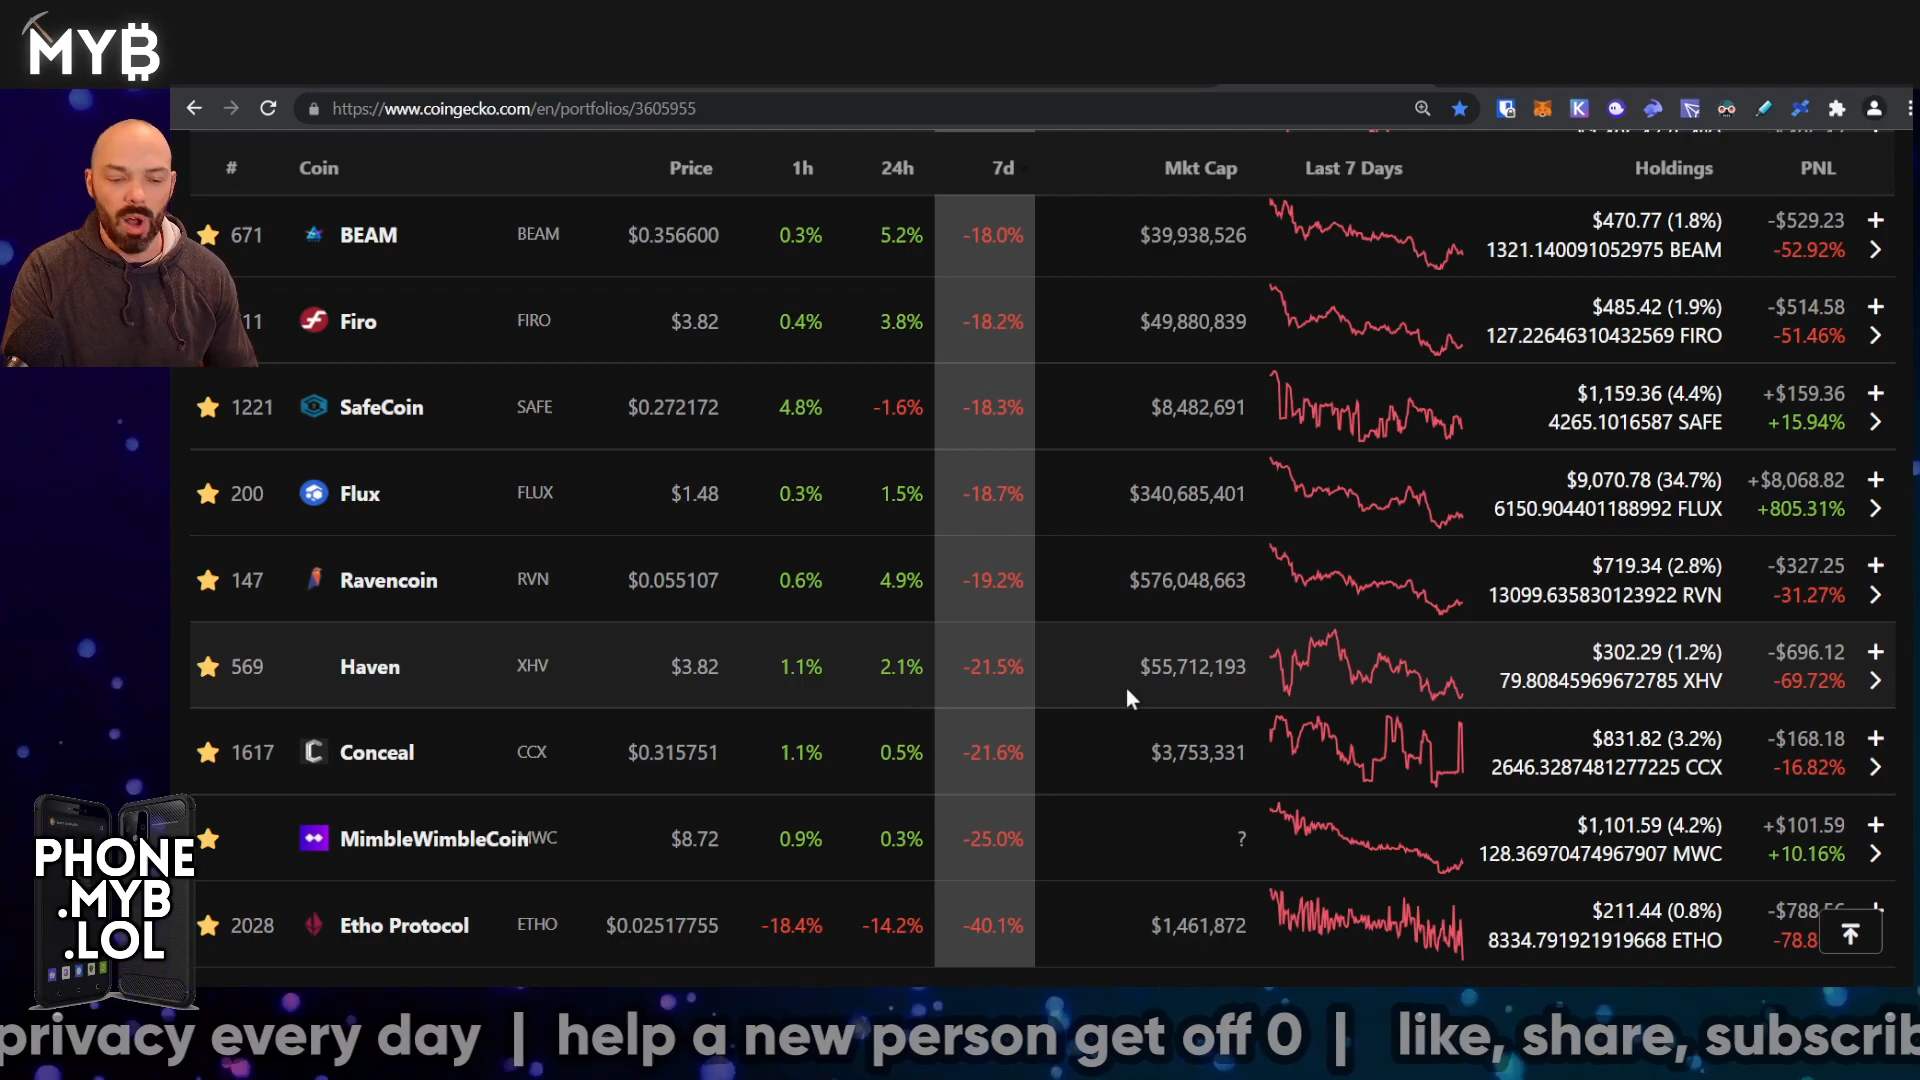 MYB
https://www.coingecko.com/en/portfolios/3605955
# Coin Price 1h 24h 7d Mkt Cap Last 7 Days Holdings PNL
671 BEAM BEAM $0.356600 0.3% 5.2% -18.0% $39,938,526 $470.77 (1.8%) -$529.23 +
1321.140091052975 BEAM -52.92%
11 Firo FIRO $3.82 0.4% 3.8% -18.2% $49,880,839 $485.42 (1.9%) -$514.58 +
127.22646310432569 FIRO -51.46%
1221 SafeCoin SAFE $0.272172 4.8% -1.6% -18.3% $8,482,691 $1,159.36 (4.4%) +$159.36 +
4265.1016587 SAFE +15.94%
200 Flux FLUX $1.48 0.3% 1.5% -18.7% $340,685,401 $9,070.78 (34.7%) +$8,068.82 +
6150.904401188992 FLUX +805.31%
147 Ravencoin RVN $0.055107 0.6% 4.9% -19.2% $576,048,663 $719.34 (2.8%) -$327.25 +
13099.635830123922 RVN -31.27%
569 Haven XHV $3.82 1.1% 2.1% -21.5% $55,712,193 $302.29 (1.2%) -$696.12 +
79.80845969672785 XHV -69.72%
1617 Conceal CCX $0.315751 1.1% 0.5% -21.6% $3,753,331 $831.82 (3.2%) -$168.18 +
2646.3287481277225 CCX -16.82%
MimbleWimbleCoin MWC $8.72 0.9% 0.3% -25.0% ? $1,101.59 (4.2%) +$101.59 +
128.36970474967907 MWC +10.16%
2028 Etho Protocol ETHO $0.02517755 -18.4% -14.2% -40.1% $1,461,872 $211.44 (0.8%) -$788
8334.791921919668 ETHO -78.8
PHONE
.MYB
.LOL
privacy every day | help a new person get off 0 | like, share, subscrib